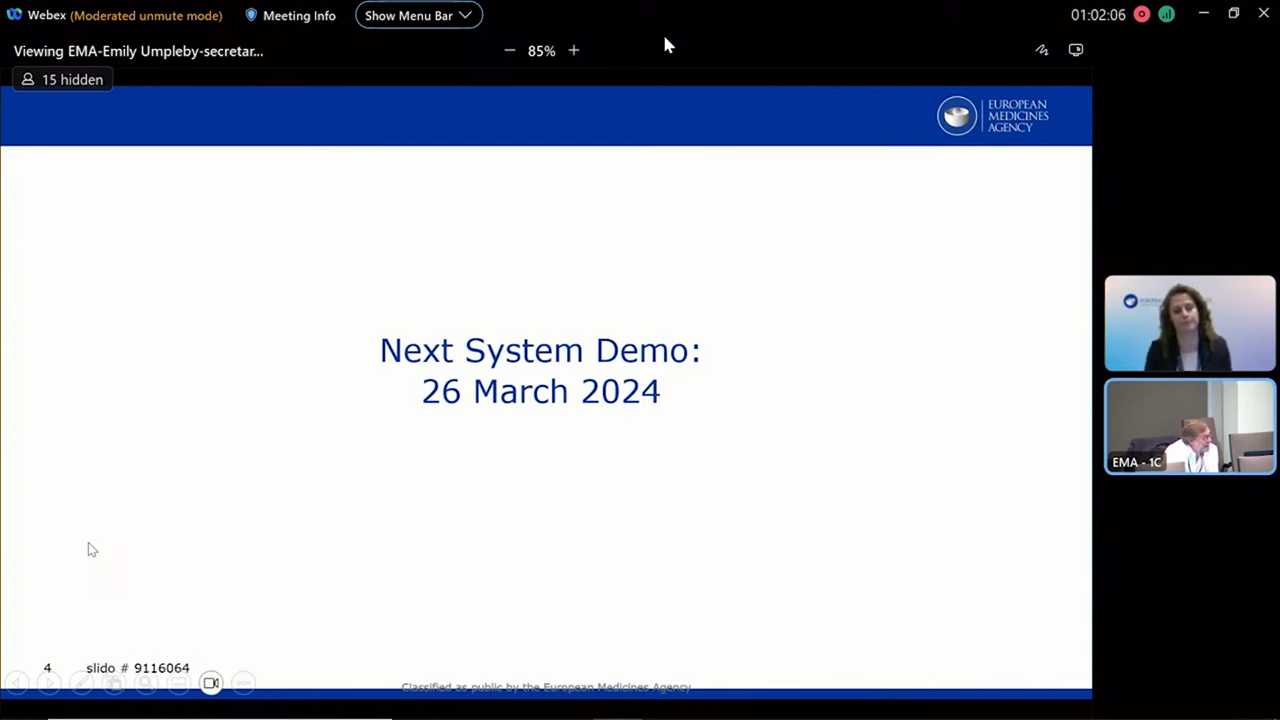 Webex (Moderated unmute mode) Meeting Info Show Menu Bar 01:02:06
Viewing EMA-Emily Umpleby-secretar... 85%
15 hidden
EUROPEAN
MEDICINES
AGENCY
Next System Demo:
26 March 2024
EMA - 1C
4 slido # 9116064
Classified as public by the European Medicines Agency